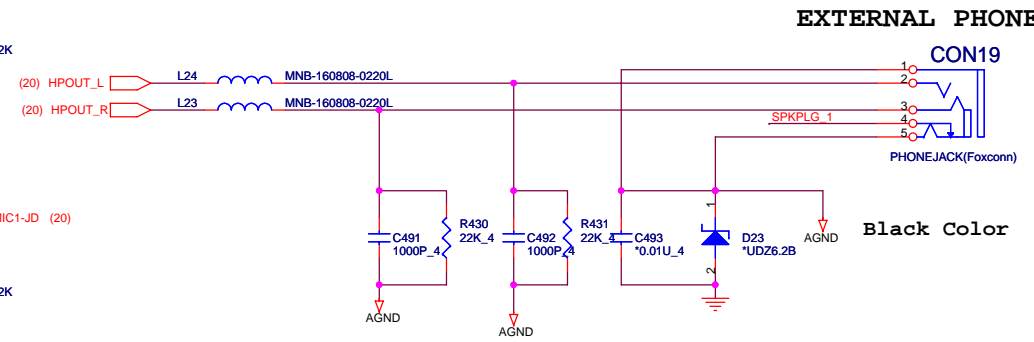 EXTERNAL PHONE
2K
CON19
(20) HPOUT_L
L24
MNB-160808-0220L
1
2
(20) HPOUT_R
L23
MNB-160808-0220L
3
SPKPLG_1
4
5
PHONEJACK(Foxconn)
MIC1-JD (20)
1
R430
22K_4
R431
22K_4
C491
1000P_4
C492
1000P_4
C493
*0.01U_4
D23
*UDZ6.2B
AGND
Black Color
2
2K
AGND
AGND